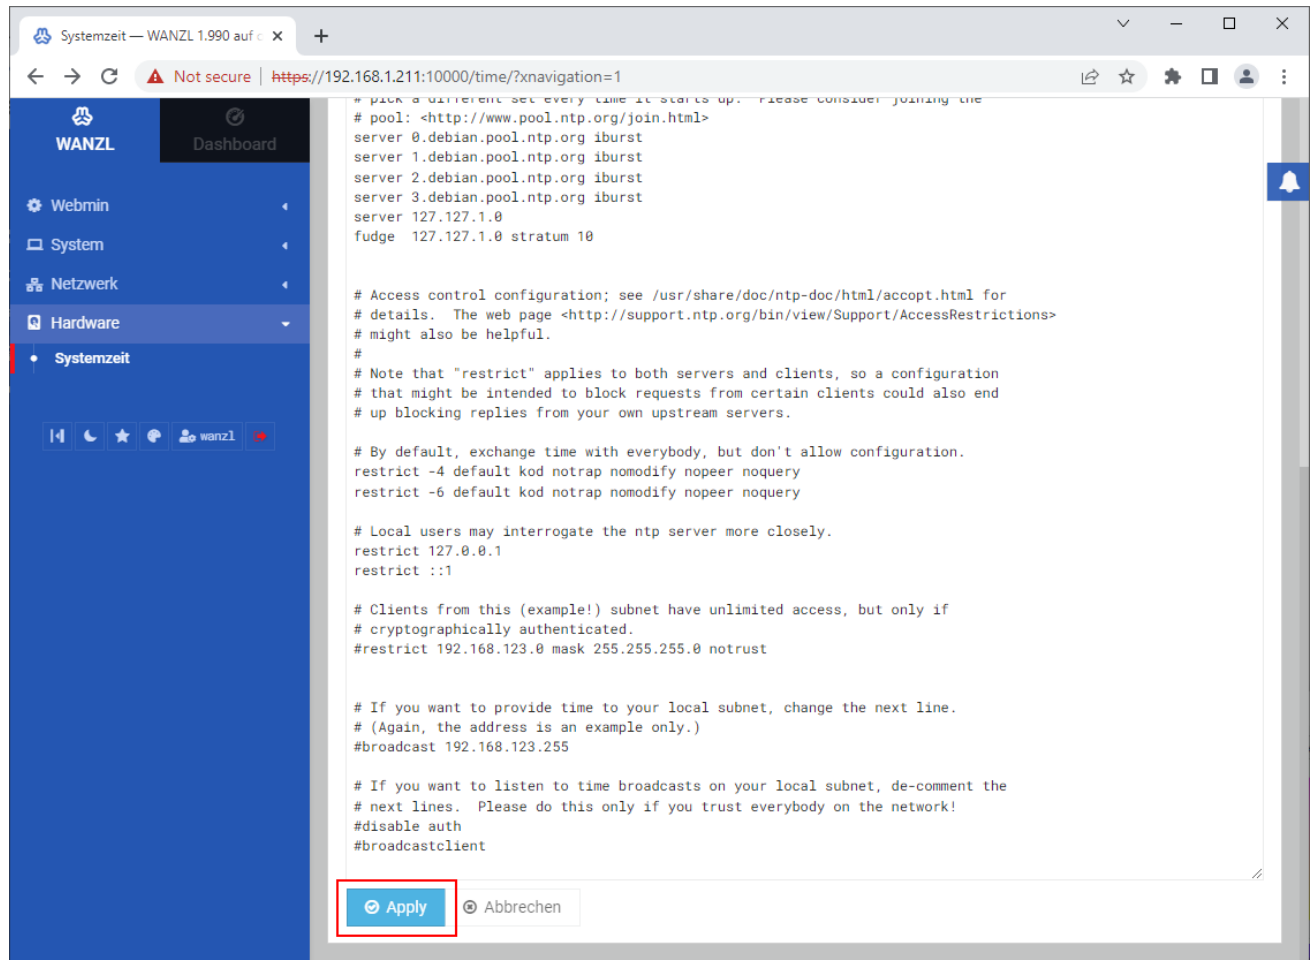 Systemzeit — WANZL 1.990 auf d
Not secure | https://192.168.1.211:10000/time/?xnavigation=1
WANZL
Dashboard
Webmin
System
Netzwerk
Hardware
Systemzeit
wanzl
# pick a different set every time it starts up.  Please consider joining the
# pool: <http://www.pool.ntp.org/join.html>
server 0.debian.pool.ntp.org iburst
server 1.debian.pool.ntp.org iburst
server 2.debian.pool.ntp.org iburst
server 3.debian.pool.ntp.org iburst
server 127.127.1.0
fudge  127.127.1.0 stratum 10
# Access control configuration; see /usr/share/doc/ntp-doc/html/accopt.html for
# details.  The web page <http://support.ntp.org/bin/view/Support/AccessRestrictions>
# might also be helpful.
#
# Note that "restrict" applies to both servers and clients, so a configuration
# that might be intended to block requests from certain clients could also end
# up blocking replies from your own upstream servers.
# By default, exchange time with everybody, but don't allow configuration.
restrict -4 default kod notrap nomodify nopeer noquery
restrict -6 default kod notrap nomodify nopeer noquery
# Local users may interrogate the ntp server more closely.
restrict 127.0.0.1
restrict ::1
# Clients from this (example!) subnet have unlimited access, but only if
# cryptographically authenticated.
#restrict 192.168.123.0 mask 255.255.255.0 notrust
# If you want to provide time to your local subnet, change the next line.
# (Again, the address is an example only.)
#broadcast 192.168.123.255
# If you want to listen to time broadcasts on your local subnet, de-comment the
# next lines.  Please do this only if you trust everybody on the network!
#disable auth
#broadcastclient
Apply
Abbrechen